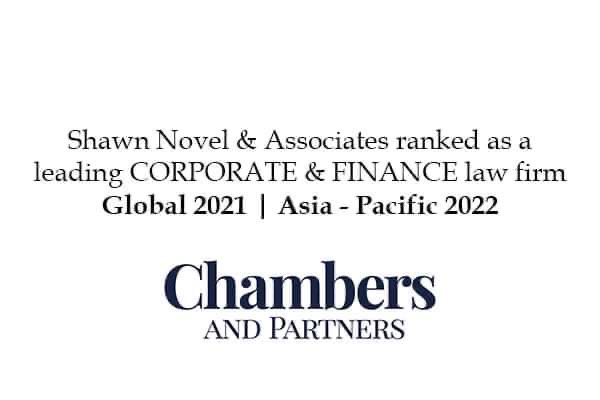 Shawn Novel & Associates ranked as a
leading CORPORATE & FINANCE law firm
Global 2021 | Asia - Pacific 2022
Chambers
AND PARTNERS